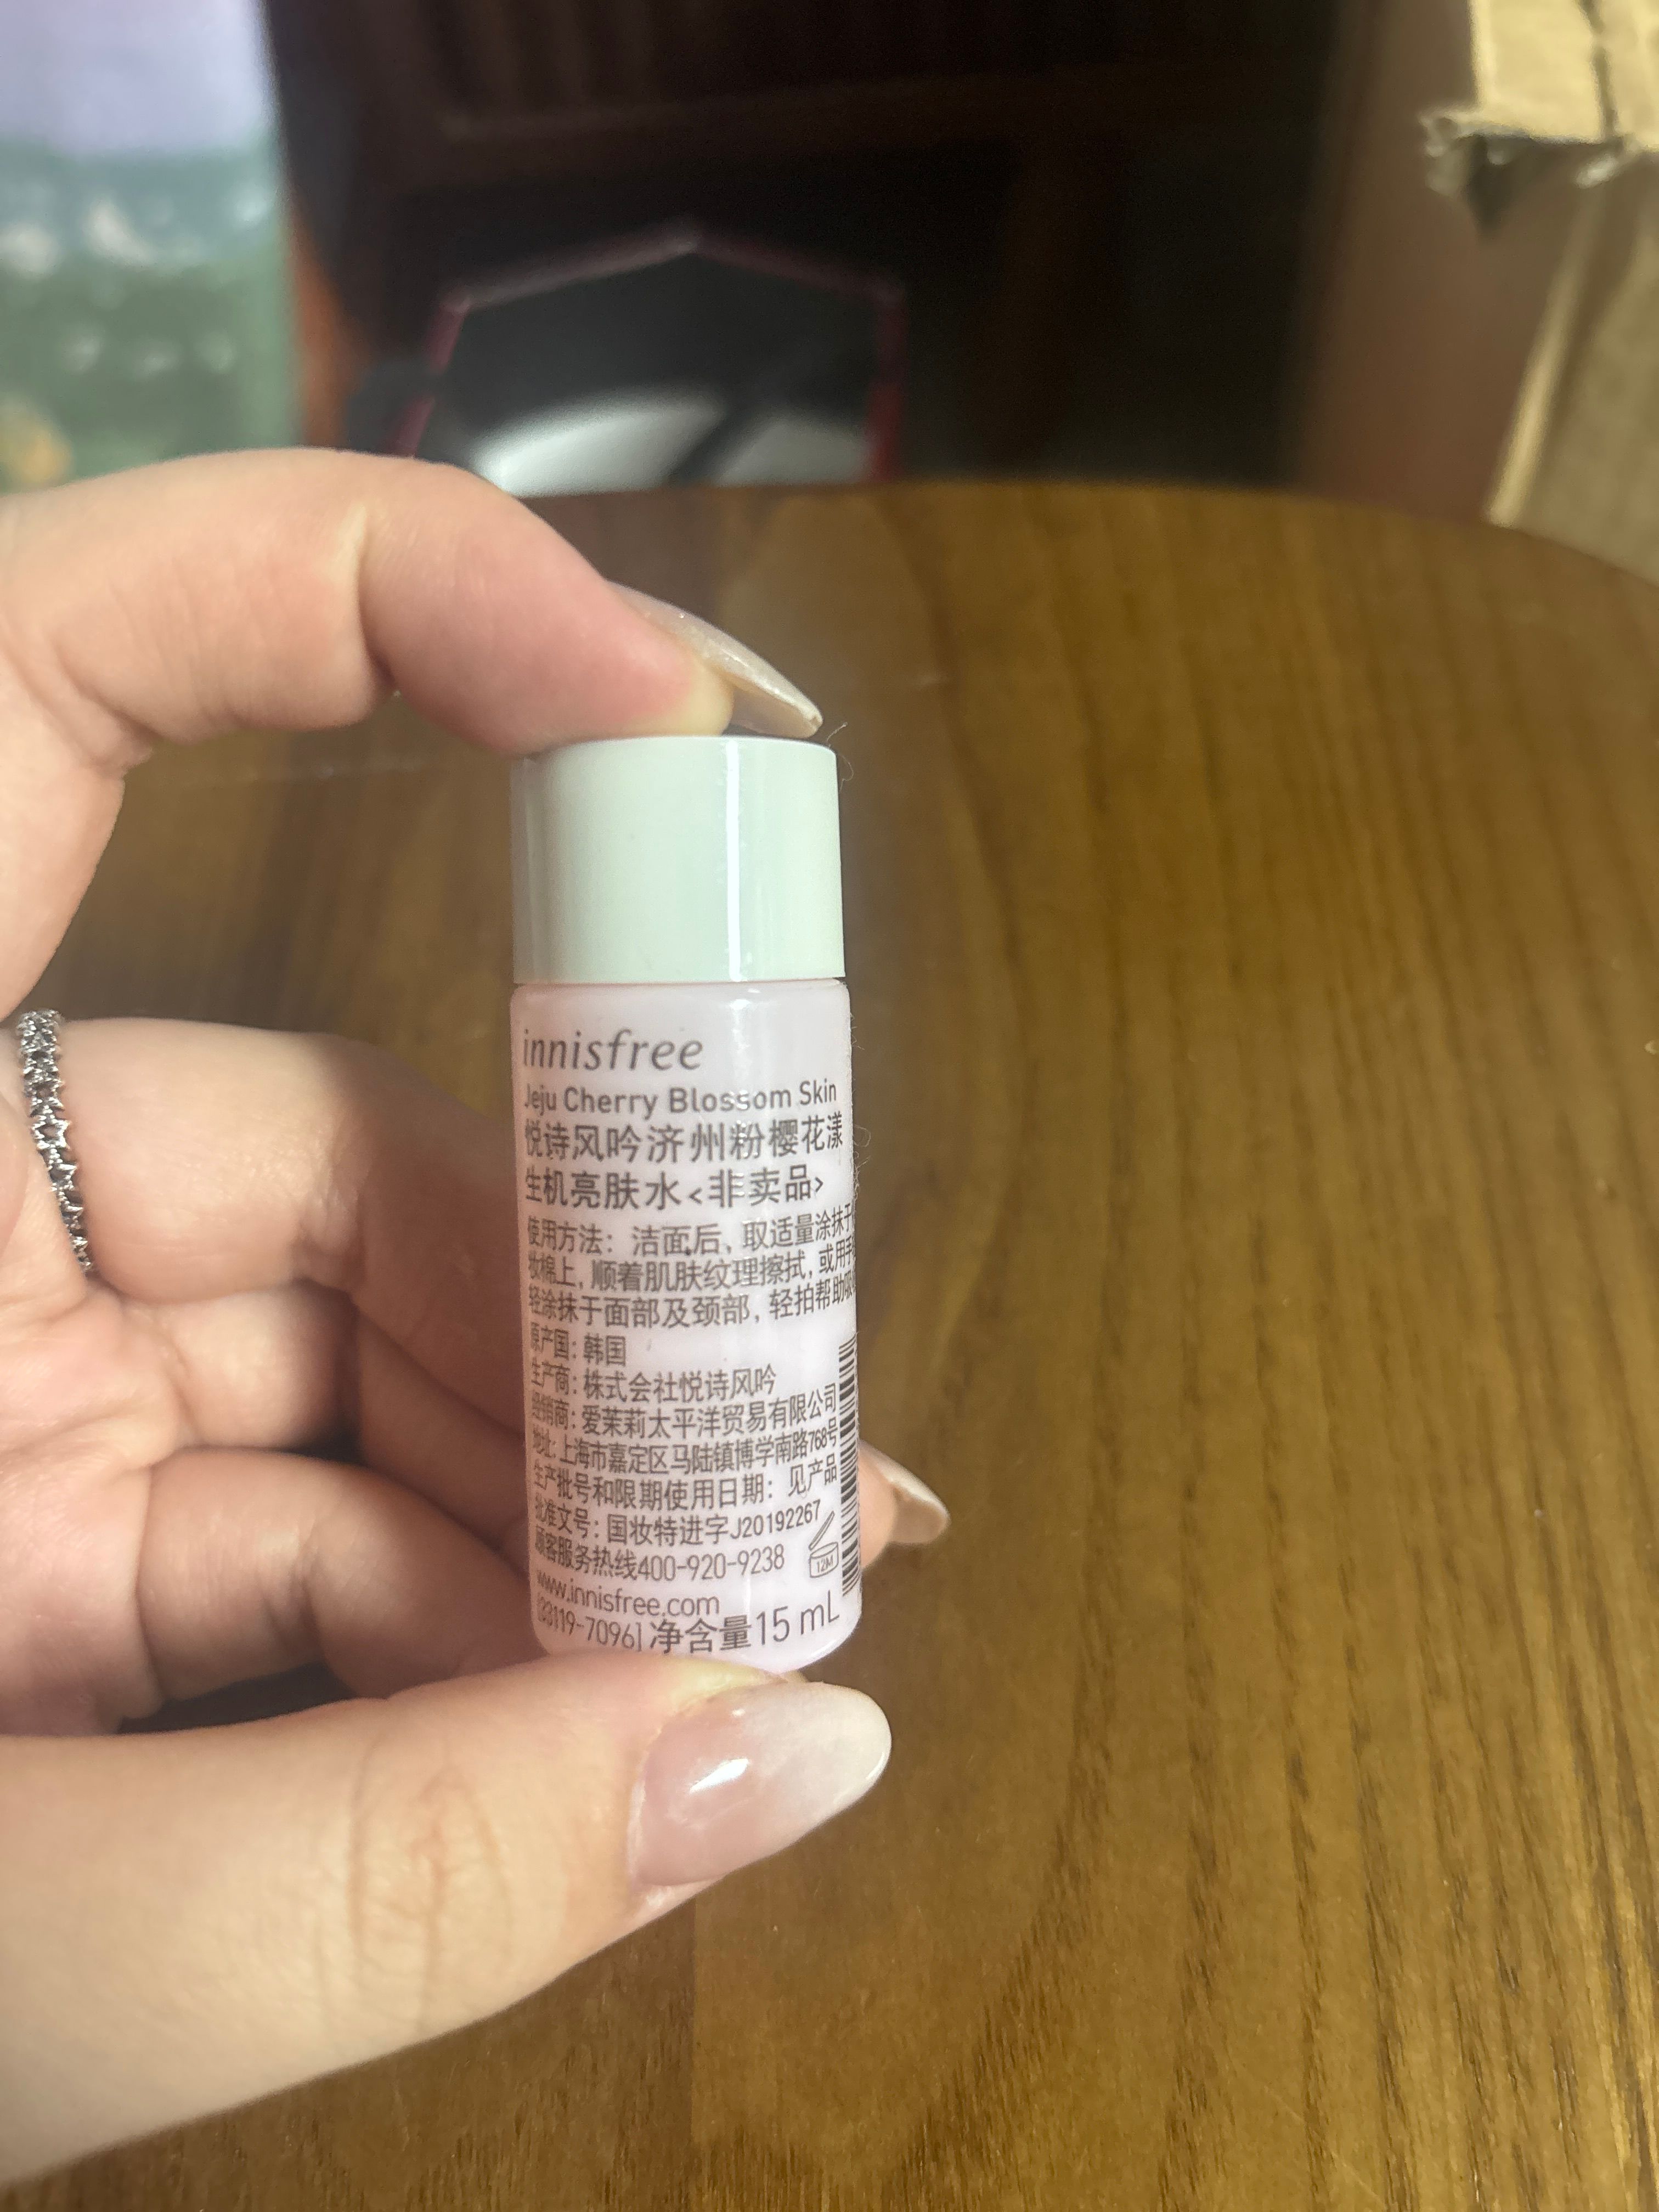 innisfree
Jeju Cherry Blossom Skin
悦诗风吟济州粉樱花漾
生机亮肤水<非卖品>
使用方法：洁面后，取适量涂抹于
妆棉上，顺着肌肤纹理擦拭，或用手
轻涂抹于面部及颈部，轻拍帮助吸
原产国：韩国
生产商：株式会社悦诗风吟
经销商：爱茉莉太平洋贸易有限公司
地址：上海市嘉定区马陆镇博学南路768号
生产批号和限期使用日期：见产品
批准文号：国妆特进字J20192267
顾客服务热线400-920-9238
12M
www.innisfree.com
[33119-7096] 净含量15 mL